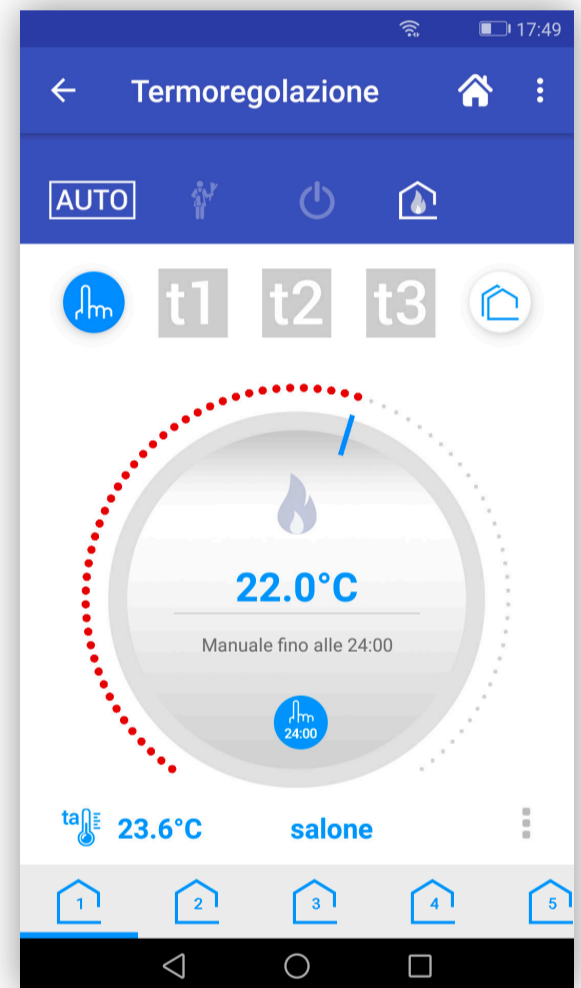 17:49
Termoregolazione
AUTO
t1 t2 t3
22.0°C
Manuale fino alle 24:00
24:00
ta 23.6°C salone
1 2 3 4 5